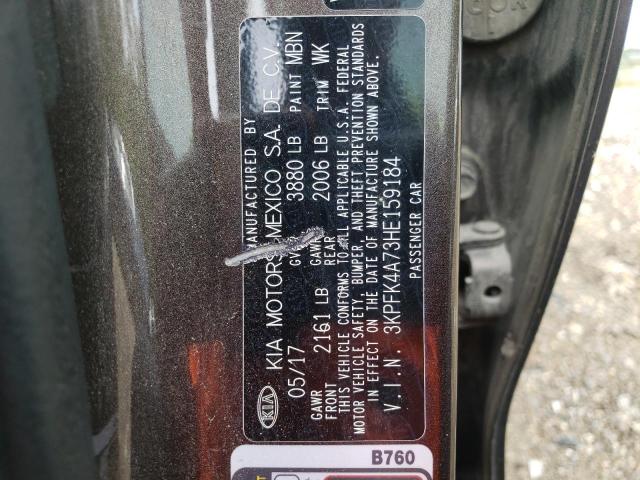 MANUFACTURED BY
KIA KIA MOTORS MEXICO S.A. DE C.V.
05/17 3880 LB PAINT MBN
GAWR FRONT 2161 LB GAWR REAR 2006 LB TRIM WK
THIS VEHICLE CONFORMS TO ALL APPLICABLE U.S.A. FEDERAL
MOTOR VEHICLE SAFETY, BUMPER, AND THEFT PREVENTION STANDARDS
IN EFFECT ON THE DATE OF MANUFACTURE SHOWN ABOVE.
V.I.N. 3KPFK4A73HE159184
PASSENGER CAR
B760